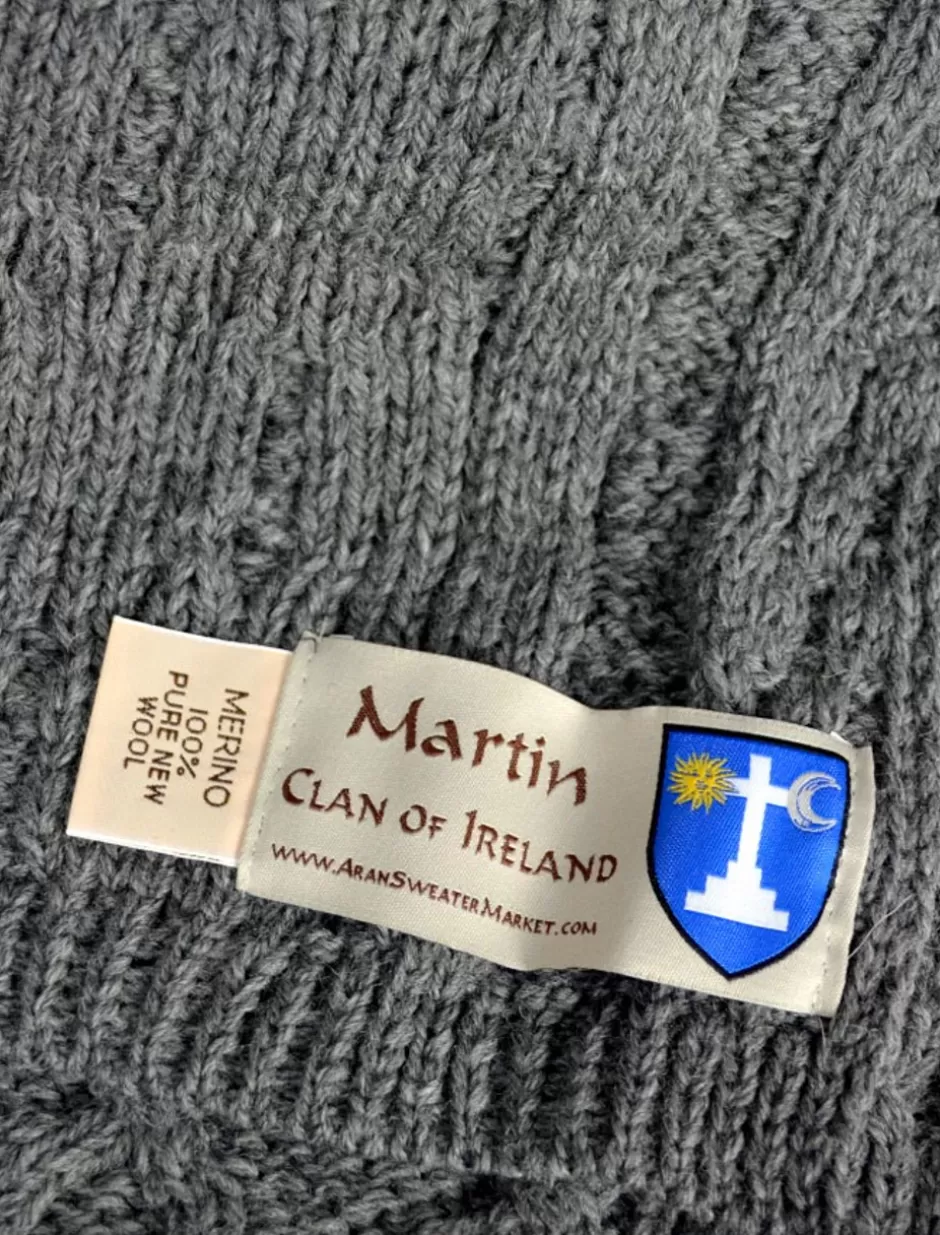 MERINO
100%
PURE NEW
WOOL
Martin
CLAN OF IRELAND
WWW.ARANSWEATERMARKET.COM